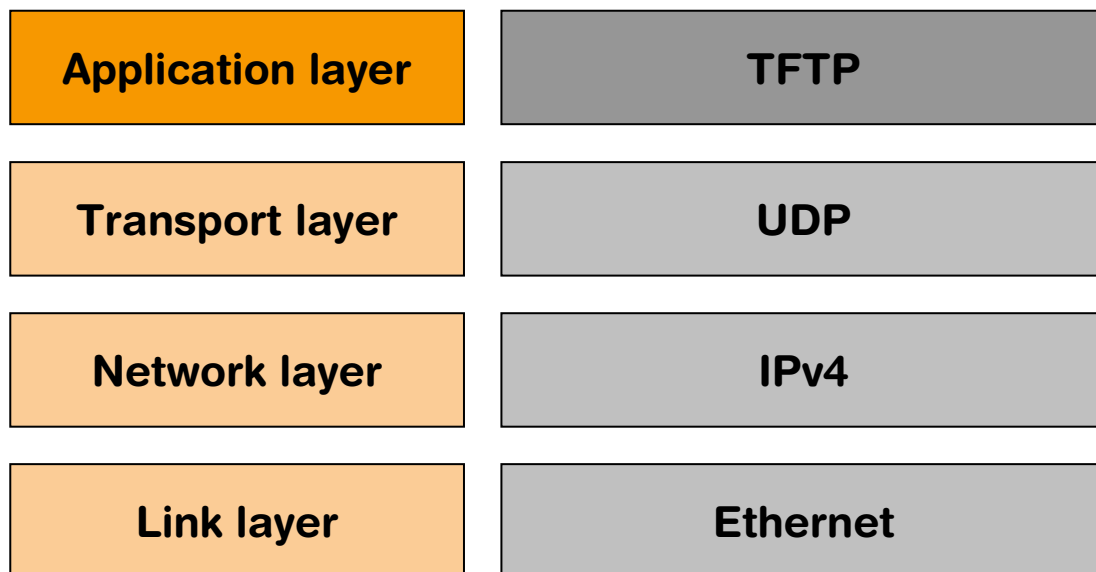 Application layer
TFTP
Transport layer
UDP
Network layer
IPv4
Link layer
Ethernet